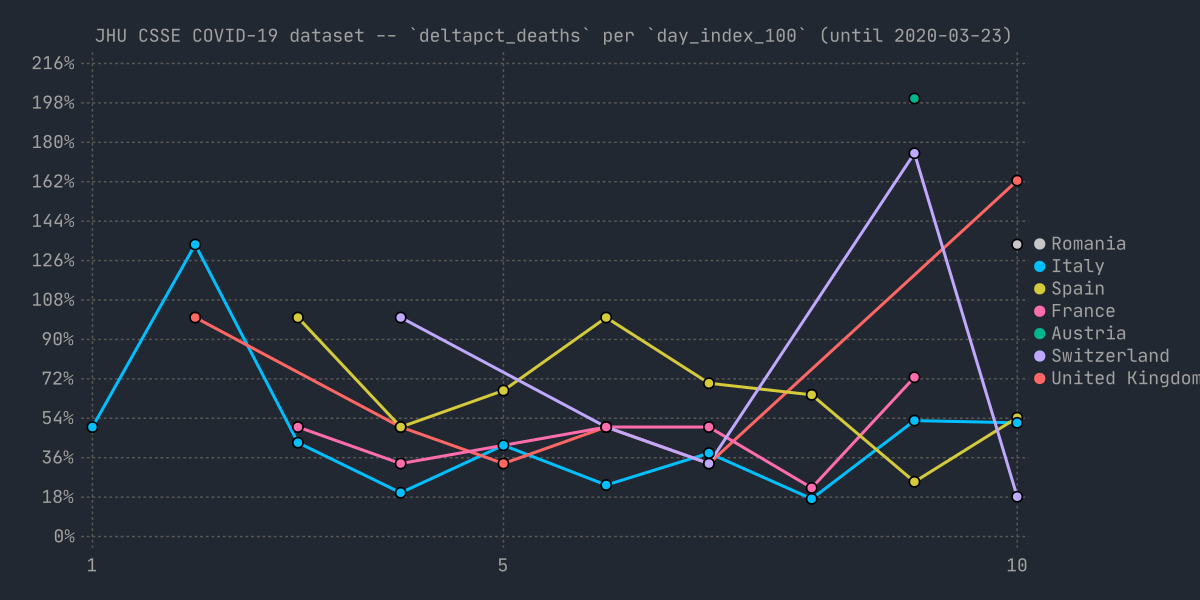 JHU CSSE COVID-19 dataset -- `deltapct_deaths` per `day_index_100` (until 2020-03-23)
216%
198%
180%
162%
144%
126%
108%
90%
72%
54%
36%
18%
0%
1
5
10
Romania
Italy
Spain
France
Austria
Switzerland
United Kingdom